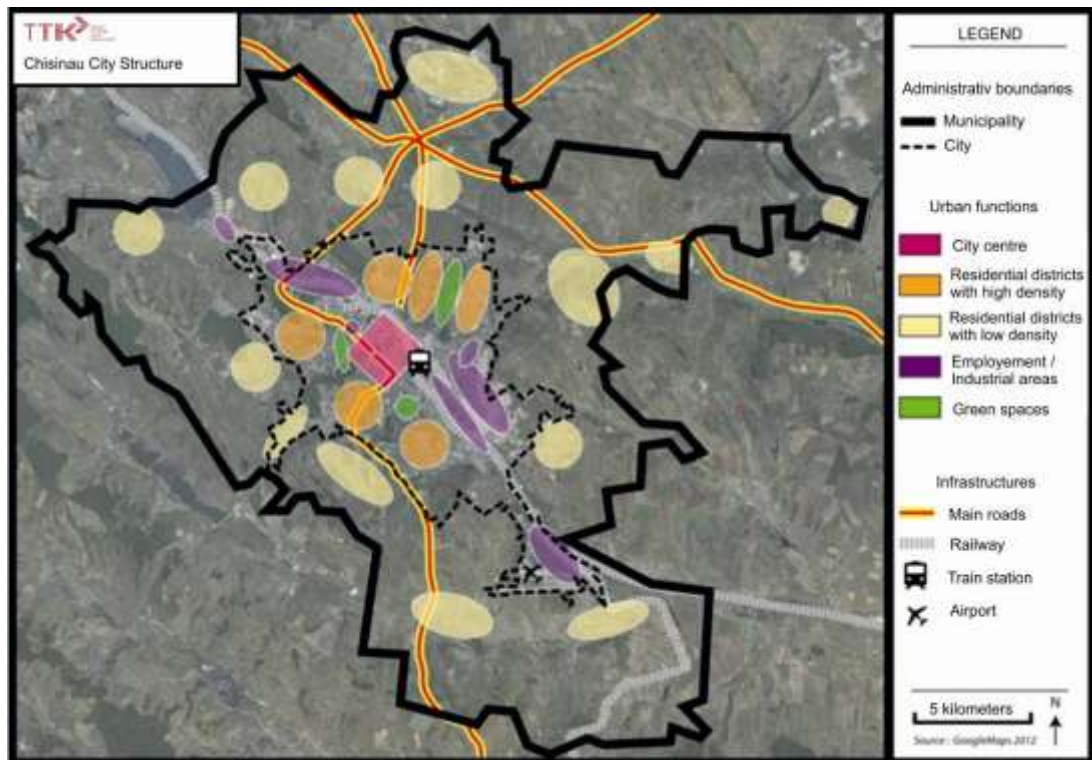 TTK
Chisinau City Structure
LEGEND
Administrativ boundaries
Municipality
City
Urban functions
City centre
Residential districts
with high density
Residential districts
with low density
Employement /
Industrial areas
Green spaces
Infrastructures
Main roads
Railway
Train station
Airport
5 kilometers
N
Source : GoogleMaps 2012